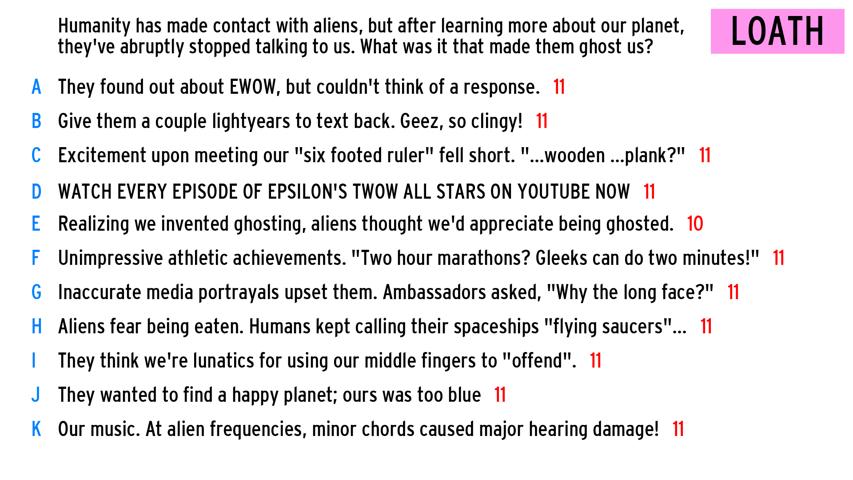 Humanity has made contact with aliens, but after learning more about our planet,
they've abruptly stopped talking to us. What was it that made them ghost us?
LOATH
A They found out about EWOW, but couldn't think of a response. 11
B Give them a couple lightyears to text back. Geez, so clingy! 11
C Excitement upon meeting our "six footed ruler" fell short. "...wooden ...plank?" 11
D WATCH EVERY EPISODE OF EPSILON'S TWOW ALL STARS ON YOUTUBE NOW 11
E Realizing we invented ghosting, aliens thought we'd appreciate being ghosted. 10
F Unimpressive athletic achievements. "Two hour marathons? Gleeks can do two minutes!" 11
G Inaccurate media portrayals upset them. Ambassadors asked, "Why the long face?" 11
H Aliens fear being eaten. Humans kept calling their spaceships "flying saucers"... 11
I They think we're lunatics for using our middle fingers to "offend". 11
J They wanted to find a happy planet; ours was too blue 11
K Our music. At alien frequencies, minor chords caused major hearing damage! 11